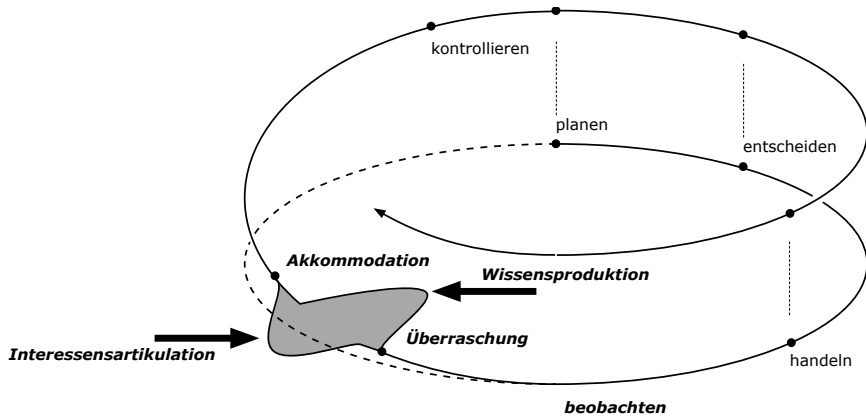 kontrollieren
planen
entscheiden
Akkommodation
Wissensproduktion
Überraschung
Interessensartikulation
handeln
beobachten